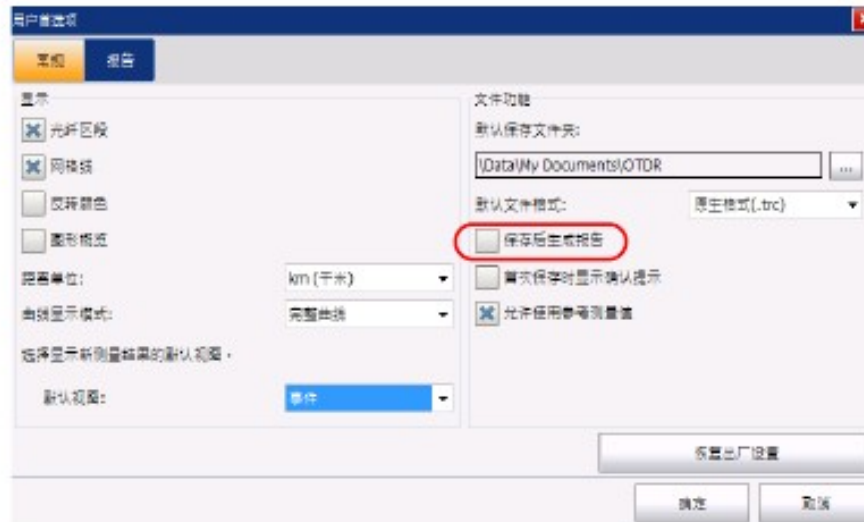 用户首选项
常规
报告
显示
光纤区段
网格线
反转颜色
图形概览
距离单位:
km (千米)
曲线显示模式:
完整曲线
选择显示新测量结果的默认视图。
默认视图:
事件
文件功能
默认保存文件夹:
\Data\My Documents\OTDR
...
默认文件格式:
原生格式(.trc)
保存后生成报告
首次保存时显示确认提示
允许使用参考测量值
恢复出厂设置
确定
取消